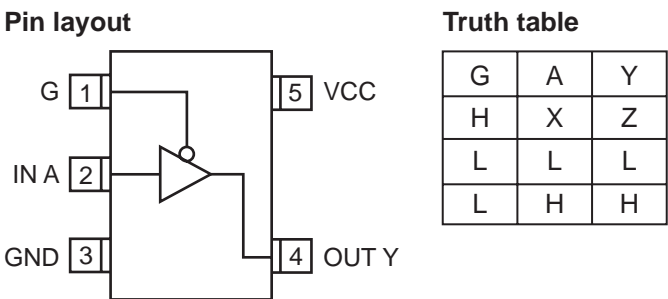 Pin layout
G 1
5 VCC
IN A 2
GND 3
4 OUT Y
Truth table
G A Y
H X Z
L L L
L H H